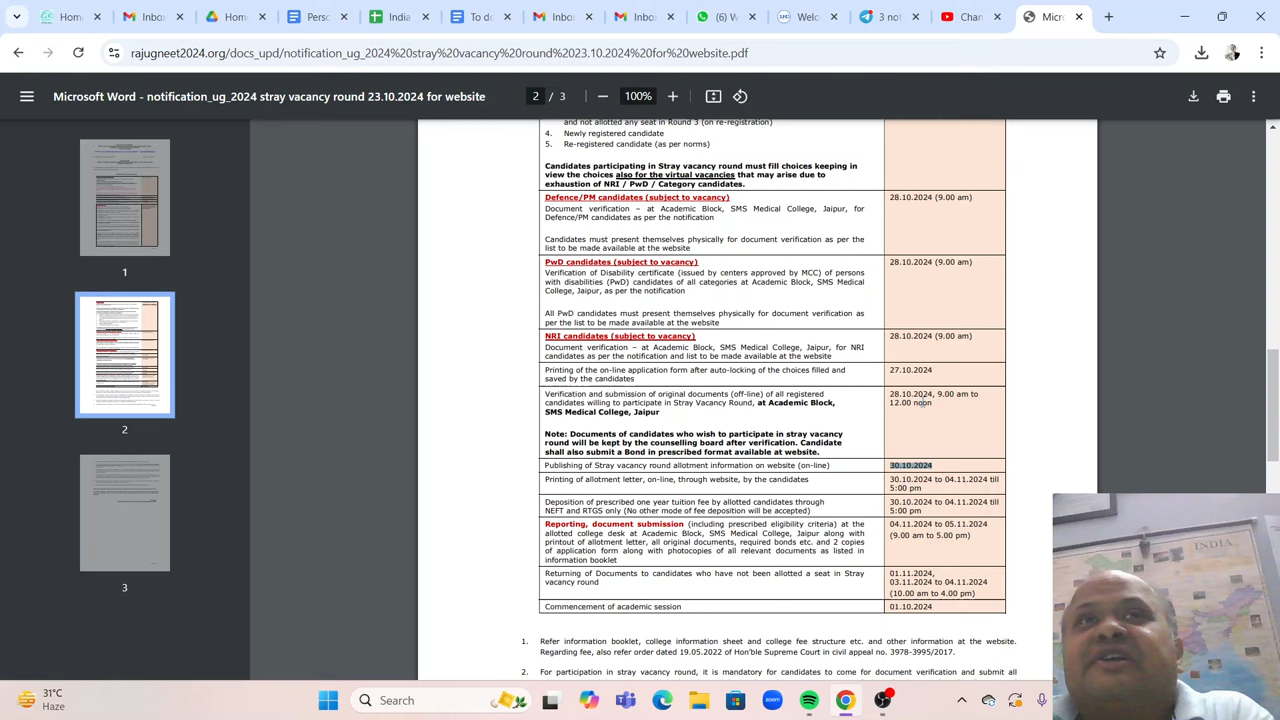 Home
Perso
India
To do
Inbo
Inbo
(6) W
Welc
3 not
Chan
Micro
rajugneet2024.org/docs_upd/notification_ug_2024%20stray%20vacancy%20round%2023.10.2024%20for%20website.pdf
Microsoft Word - notification_ug_2024 stray vacancy round 23.10.2024 for website
2 / 3
100%
1
2
3
and not allotted any seat in Round 3 (on re-registration)
4. Newly registered candidate
5. Re-registered candidate (as per norms)
Candidates participating in Stray vacancy round must fill choices keeping in
view the choices also for the virtual vacancies that may arise due to
exhaustion of NRI / PwD / Category candidates.
Defence/PM candidates (subject to vacancy)
28.10.2024 (9.00 am)
Document verification – at Academic Block, SMS Medical College, Jaipur, for
Defence/PM candidates as per the notification
Candidates must present themselves physically for document verification as per the
list to be made available at the website
PwD candidates (subject to vacancy)
28.10.2024 (9.00 am)
Verification of Disability certificate (issued by centers approved by MCC) of persons
with disabilities (PwD) candidates of all categories at Academic Block, SMS Medical
College, Jaipur, as per the notification
All PwD candidates must present themselves physically for document verification as
per the list to be made available at the website
NRI candidates (subject to vacancy)
28.10.2024 (9.00 am)
Document verification – at Academic Block, SMS Medical College, Jaipur, for NRI
candidates as per the notification and list to be made available at the website
Printing of the on-line application form after auto-locking of the choices filled and
saved by the candidates
27.10.2024
Verification and submission of original documents (off-line) of all registered
candidates willing to participate in Stray Vacancy Round, at Academic Block,
SMS Medical College, Jaipur
28.10.2024, 9.00 am to
12.00 noon
Note: Documents of candidates who wish to participate in stray vacancy
round will be kept by the counselling board after verification. Candidate
shall also submit a Bond in prescribed format available at website.
Publishing of Stray vacancy round allotment information on website (on-line)
30.10.2024
Printing of allotment letter, on-line, through website, by the candidates
30.10.2024 to 04.11.2024 till
5:00 pm
Deposition of prescribed one year tuition fee by allotted candidates through
NEFT and RTGS only (No other mode of fee deposition will be accepted)
30.10.2024 to 04.11.2024 till
5:00 pm
Reporting, document submission (including prescribed eligibility criteria) at the
allotted college desk at Academic Block, SMS Medical College, Jaipur along with
printout of allotment letter, all original documents, required bonds etc. and 2 copies
of application form along with photocopies of all relevant documents as listed in
information booklet
04.11.2024 to 05.11.2024
(9.00 am to 5.00 pm)
Returning of Documents to candidates who have not been allotted a seat in Stray
vacancy round
01.11.2024,
03.11.2024 to 04.11.2024
(10.00 am to 4.00 pm)
Commencement of academic session
01.10.2024
1. Refer information booklet, college information sheet and college fee structure etc. and other information at the website.
Regarding fee, also refer order dated 19.05.2022 of Hon'ble Supreme Court in civil appeal no. 3978-3995/2017.
2. For participation in stray vacancy round, it is mandatory for candidates to come for document verification and submit all
INDIA
31°C
Haze
Search
zoom